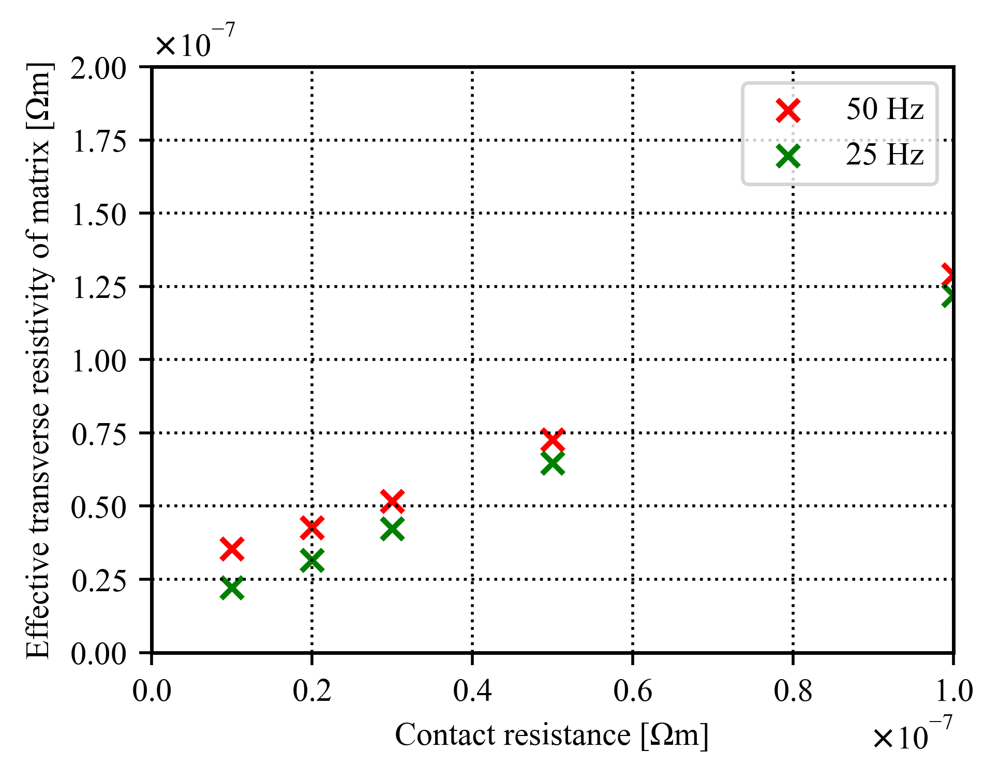 ×10⁻⁷
2.00
1.75
1.50
1.25
1.00
0.75
0.50
0.25
0.00
Effective transverse resistivity of matrix [Ωm]
50 Hz
25 Hz
0.0 0.2 0.4 0.6 0.8 1.0
Contact resistance [Ωm]
×10⁻⁷